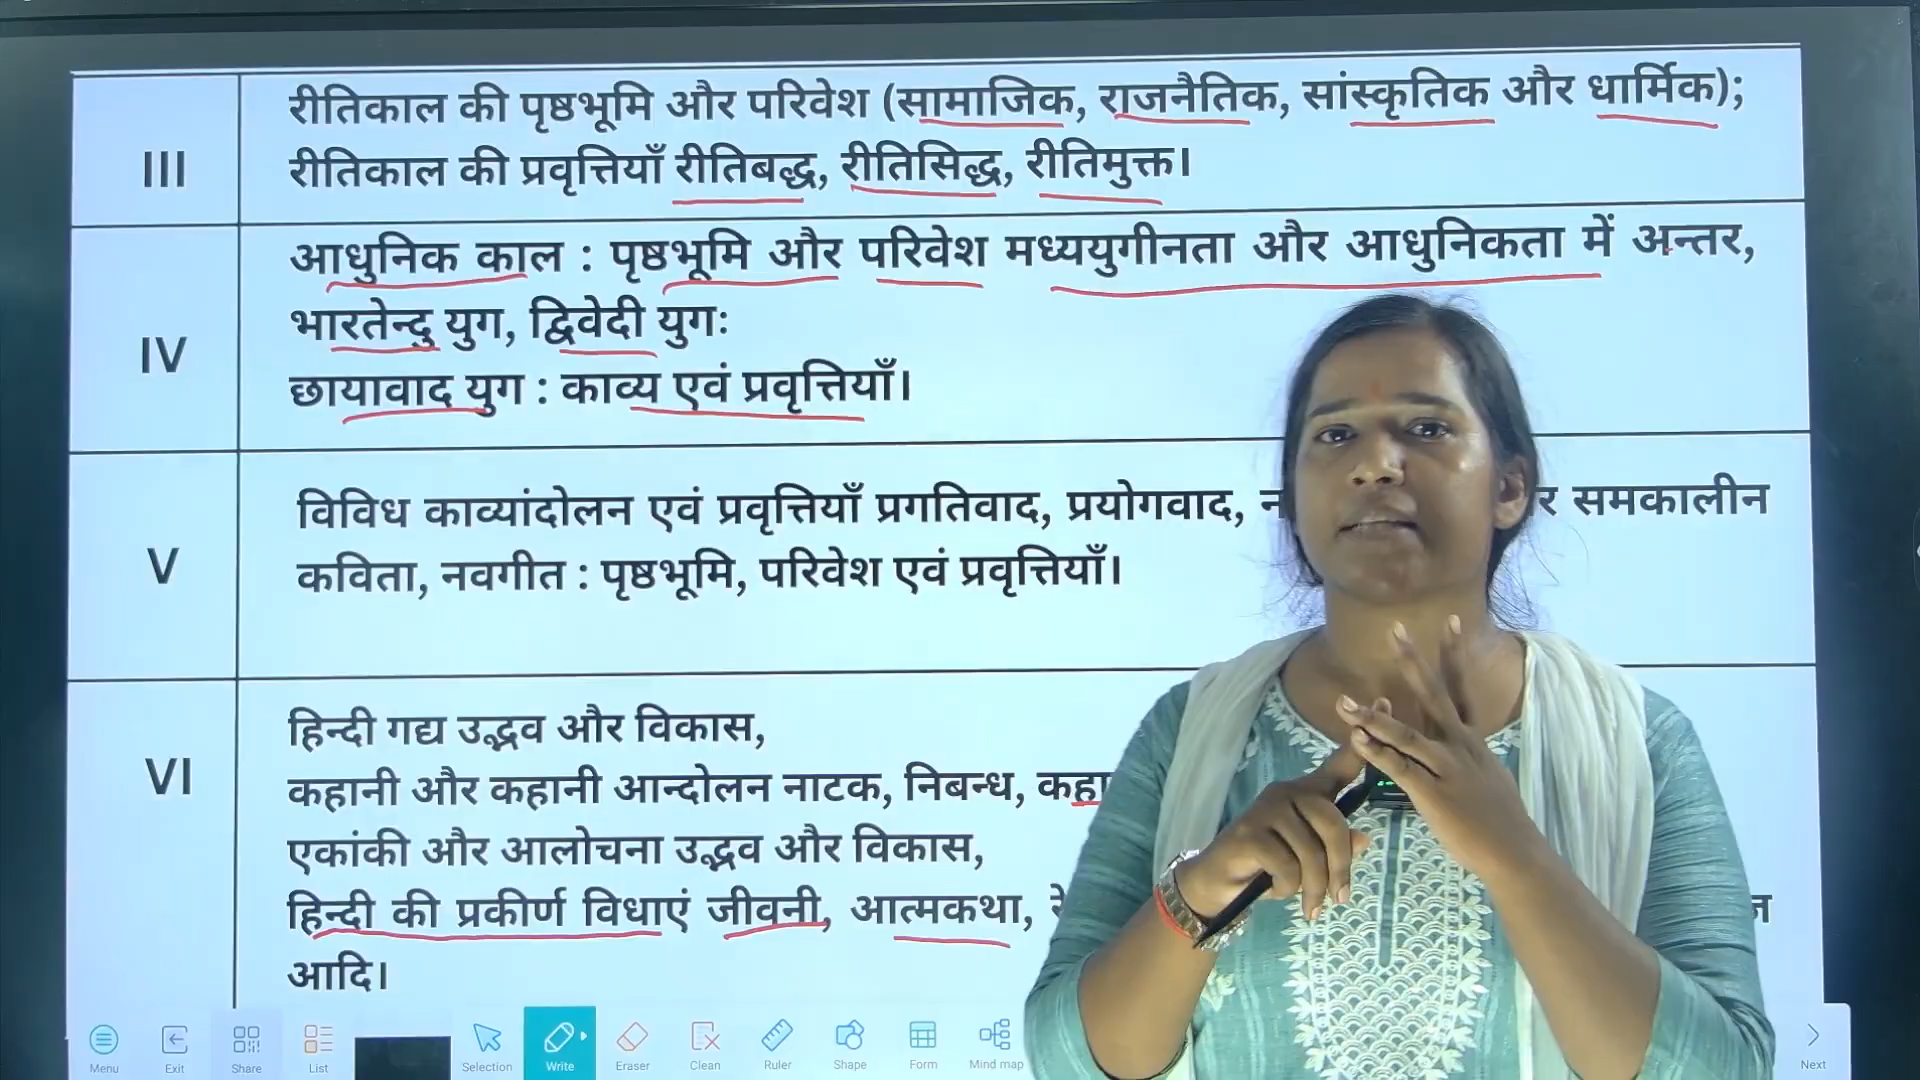 III
रीतिकाल की पृष्ठभूमि और परिवेश (सामाजिक, राजनैतिक, सांस्कृतिक और धार्मिक);
रीतिकाल की प्रवृत्तियाँ रीतिबद्ध, रीतिसिद्ध, रीतिमुक्त।
IV
आधुनिक काल : पृष्ठभूमि और परिवेश मध्ययुगीनता और आधुनिकता में अन्तर,
भारतेन्दु युग, द्विवेदी युगः
छायावाद युग : काव्य एवं प्रवृत्तियाँ।
V
विविध काव्यांदोलन एवं प्रवृत्तियाँ प्रगतिवाद, प्रयोगवाद, समकालीन
कविता, नवगीत : पृष्ठभूमि, परिवेश एवं प्रवृत्तियाँ।
VI
हिन्दी गद्य उद्भव और विकास,
कहानी और कहानी आन्दोलन नाटक, निबन्ध,
एकांकी और आलोचना उद्भव और विकास,
हिन्दी की प्रकीर्ण विधाएं जीवनी, आत्मकथा,
आदि।
Menu Exit Share List Selection Write Eraser Clean Ruler Shape Form Mind map Next